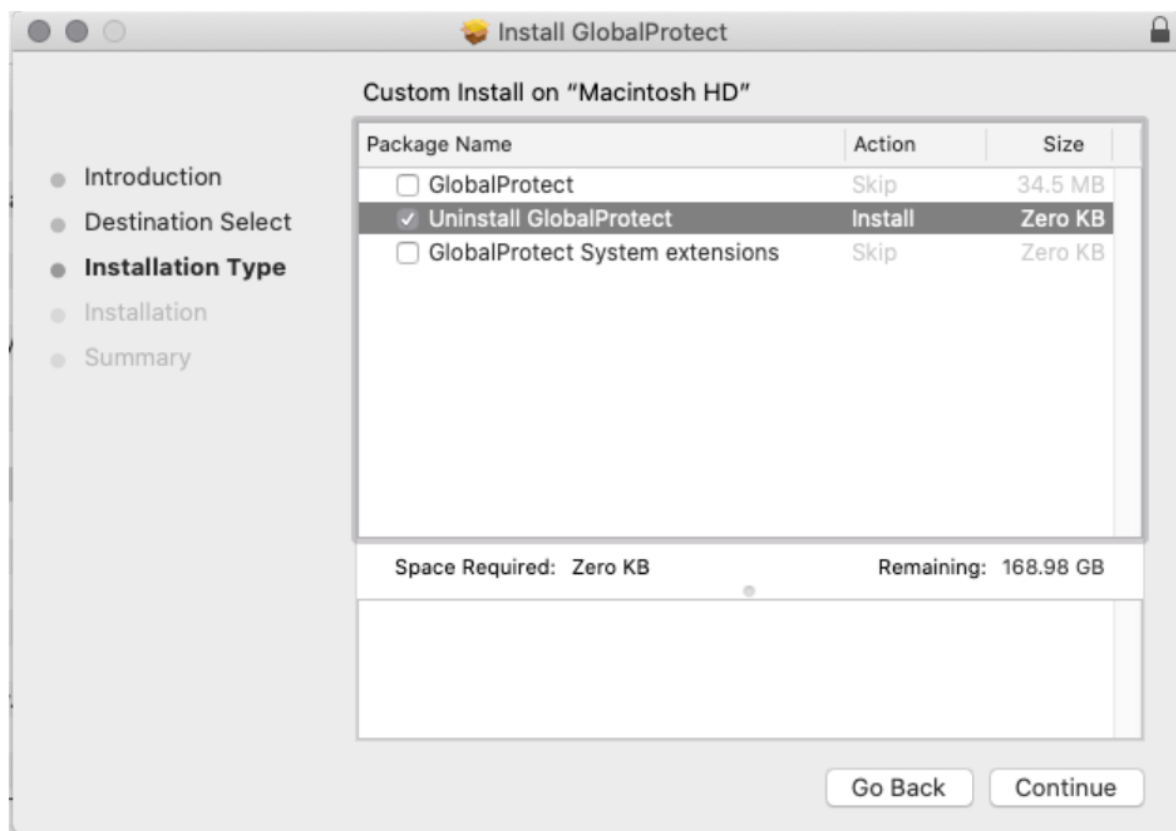 Install GlobalProtect
Custom Install on “Macintosh HD”
Introduction
Destination Select
Installation Type
Installation
Summary
Package Name Action Size
GlobalProtect Skip 34.5 MB
Uninstall GlobalProtect Install Zero KB
GlobalProtect System extensions Skip Zero KB
Space Required: Zero KB Remaining: 168.98 GB
Go Back Continue